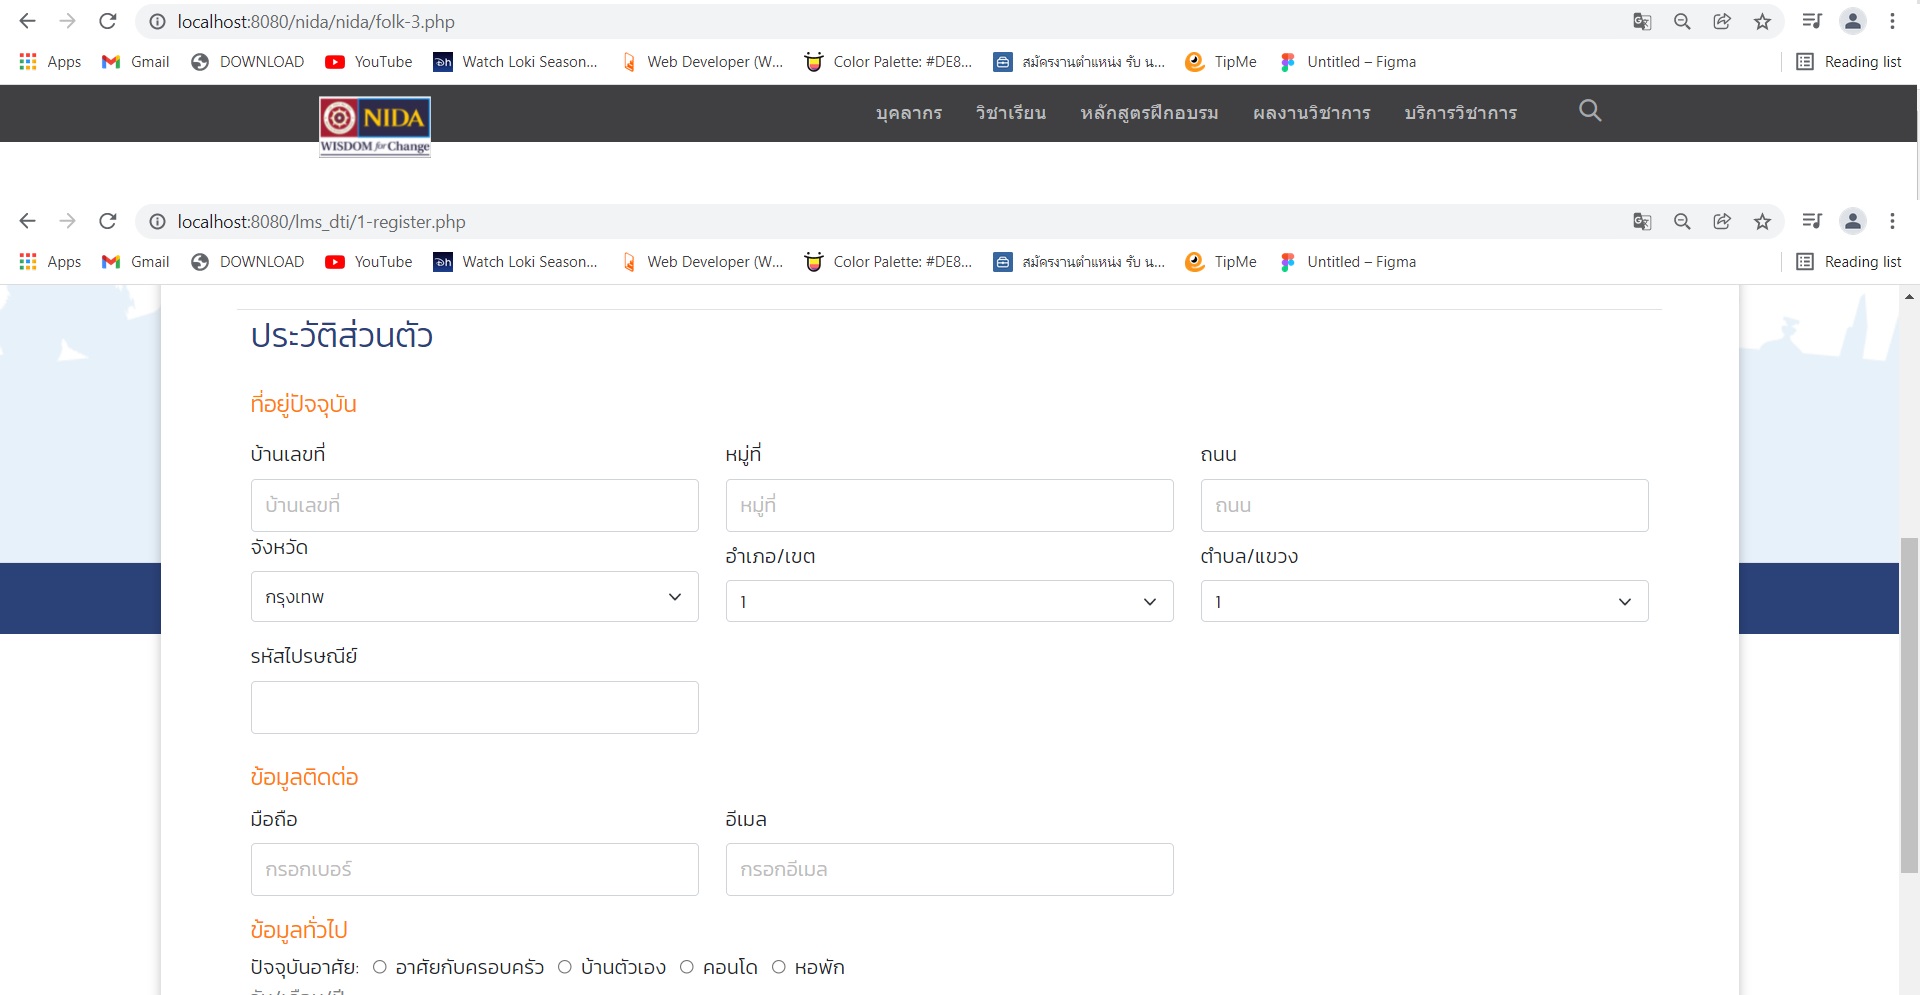 localhost:8080/nida/nida/folk-3.php
Apps Gmail DOWNLOAD YouTube Watch Loki Season... Web Developer (W... Color Palette: #DE8... สมัครงานตำแหน่ง รับ น... TipMe Untitled – Figma Reading list
NIDA
WISDOM for Change
บุคลากร วิชาเรียน หลักสูตรฝึกอบรม ผลงานวิชาการ บริการวิชาการ
localhost:8080/lms_dti/1-register.php
Apps Gmail DOWNLOAD YouTube Watch Loki Season... Web Developer (W... Color Palette: #DE8... สมัครงานตำแหน่ง รับ น... TipMe Untitled – Figma Reading list
ประวัติส่วนตัว
ที่อยู่ปัจจุบัน
บ้านเลขที่ หมู่ที่ ถนน
บ้านเลขที่ หมู่ที่ ถนน
จังหวัด อำเภอ/เขต ตำบล/แขวง
กรุงเทพ 1 1
รหัสไปรษณีย์
ข้อมูลติดต่อ
มือถือ อีเมล
กรอกเบอร์ กรอกอีเมล
ข้อมูลทั่วไป
ปัจจุบันอาศัย: อาศัยกับครอบครัว บ้านตัวเอง คอนโด หอพัก